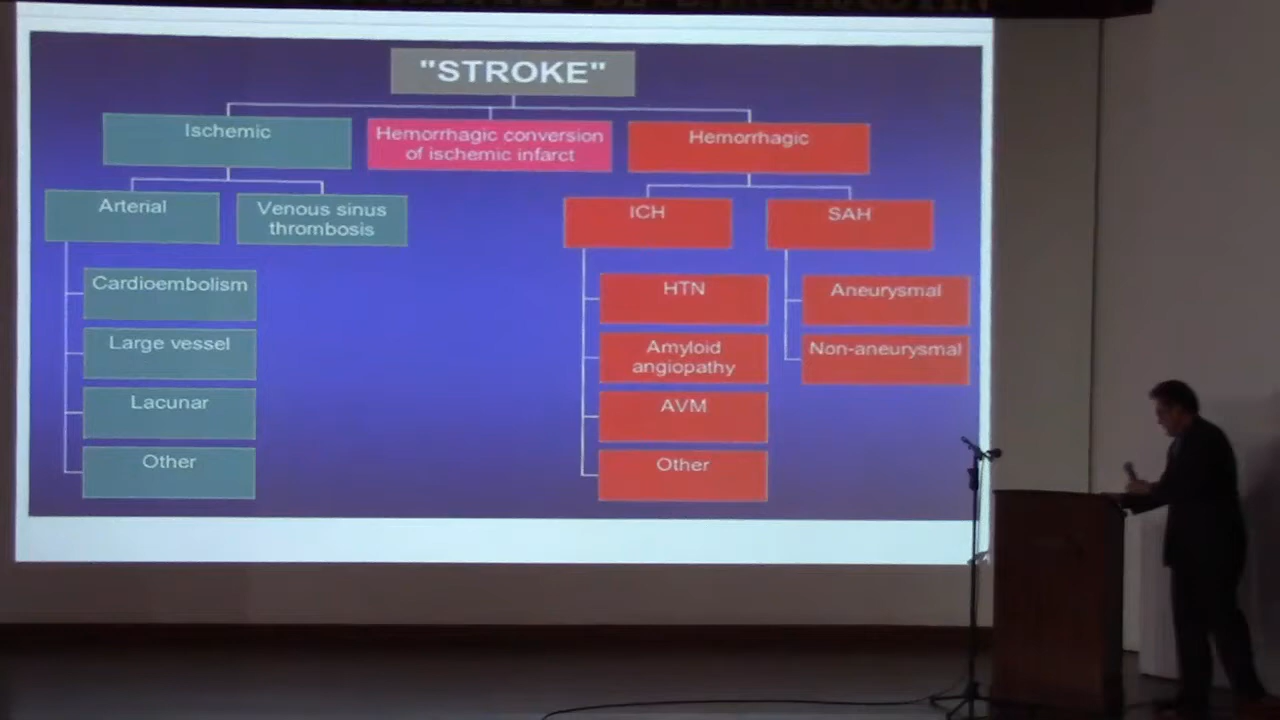 "STROKE"
Ischemic
Hemorrhagic conversion
of ischemic infarct
Hemorrhagic
Arterial
Venous sinus
thrombosis
ICH
SAH
Cardioembolism
Large vessel
Lacunar
Other
HTN
Amyloid
angiopathy
AVM
Other
Aneurysmal
Non-aneurysmal